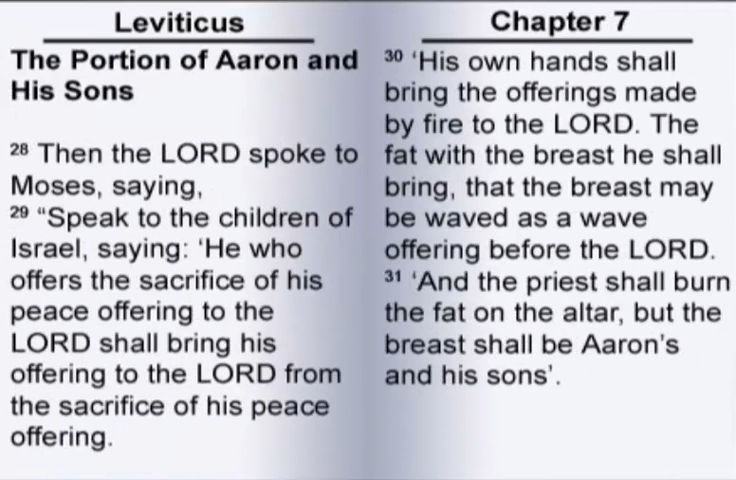 Leviticus
The Portion of Aaron and
His Sons
28 Then the LORD spoke to
Moses, saying,
29 “Speak to the children of
Israel, saying: ‘He who
offers the sacrifice of his
peace offering to the
LORD shall bring his
offering to the LORD from
the sacrifice of his peace
offering.
Chapter 7
30 ‘His own hands shall
bring the offerings made
by fire to the LORD. The
fat with the breast he shall
bring, that the breast may
be waved as a wave
offering before the LORD.
31 ‘And the priest shall burn
the fat on the altar, but the
breast shall be Aaron’s
and his sons’.